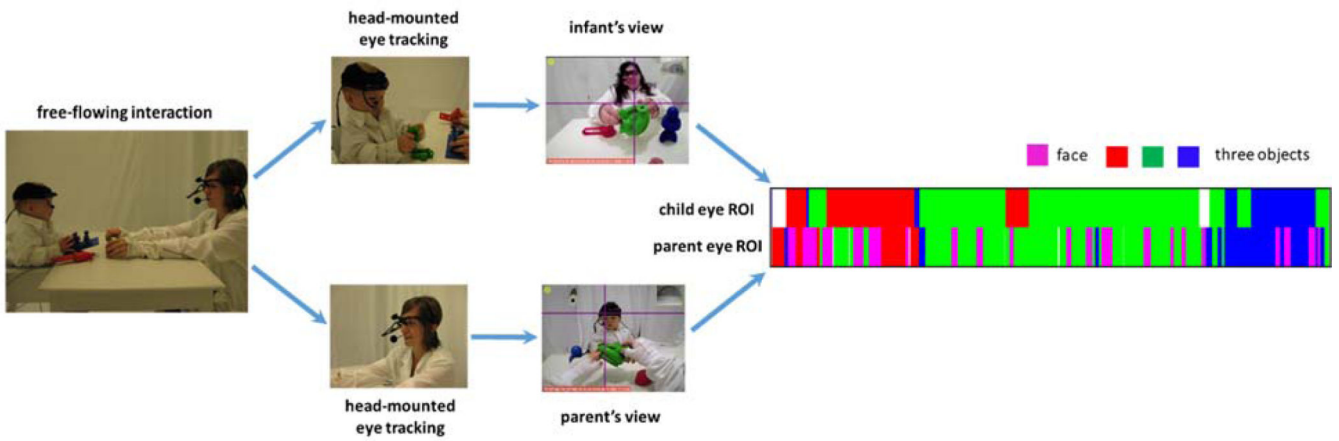 head-mounted
eye tracking
infant's view
free-flowing interaction
face
three objects
child eye ROI
parent eye ROI
head-mounted
eye tracking
parent's view